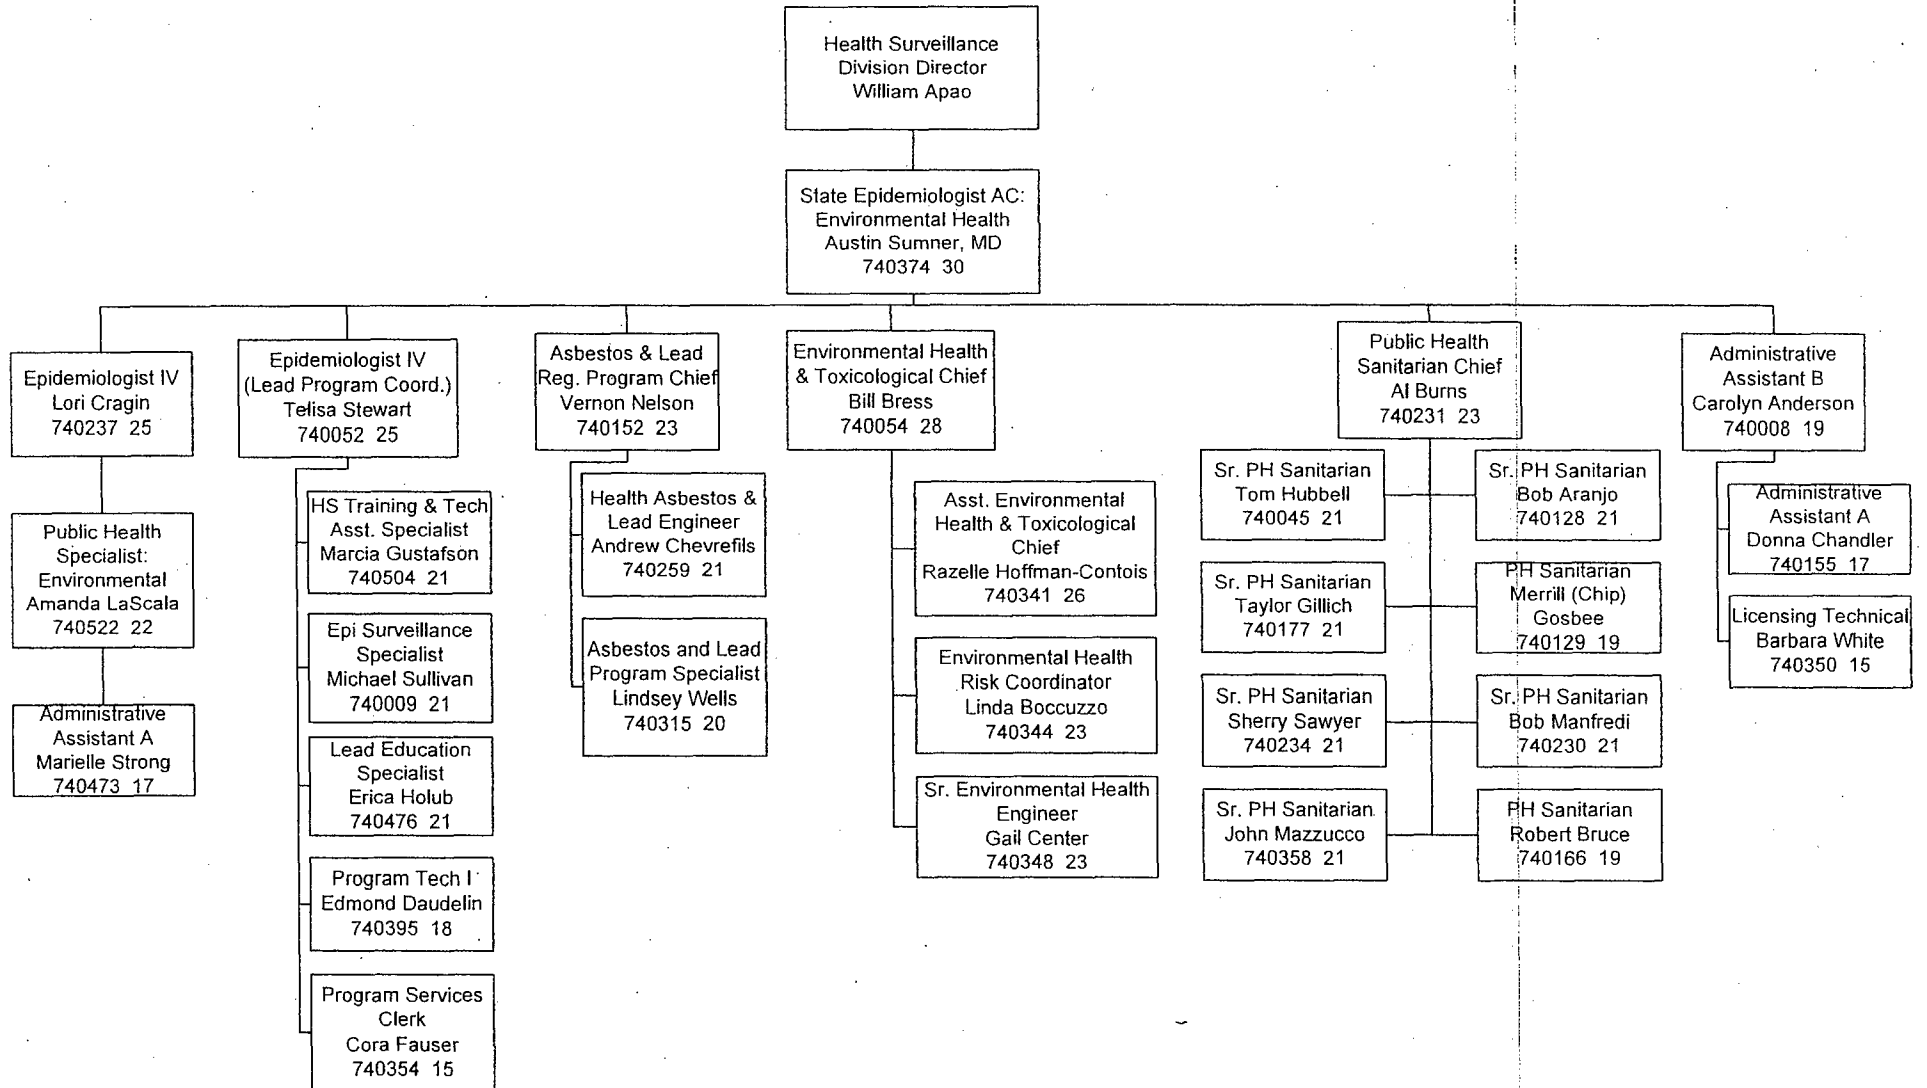 Health Surveillance
Division Director
William Apao
State Epidemiologist AC:
Environmental Health
Austin Sumner, MD
740374 30
Epidemiologist IV
Lori Cragin
740237 25
Public Health
Specialist:
Environmental
Amanda LaScala
740522 22
Administrative
Assistant A
Marielle Strong
740473 17
Epidemiologist IV
(Lead Program Coord.)
Telisa Stewart
740052 25
HS Training & Tech
Asst. Specialist
Marcia Gustafson
740504 21
Epi Surveillance
Specialist
Michael Sullivan
740009 21
Lead Education
Specialist
Erica Holub
740476 21
Program Tech I
Edmond Daudelin
740395 18
Program Services
Clerk
Cora Fauser
740354 15
Asbestos & Lead
Reg. Program Chief
Vernon Nelson
740152 23
Health Asbestos &
Lead Engineer
Andrew Chevrefils
740259 21
Asbestos and Lead
Program Specialist
Lindsey Wells
740315 20
Environmental Health
& Toxicological Chief
Bill Bress
740054 28
Asst. Environmental
Health & Toxicological
Chief
Razelle Hoffman-Contois
740341 26
Environmental Health
Risk Coordinator
Linda Boccuzzo
740344 23
Sr. Environmental Health
Engineer
Gail Center
740348 23
Public Health
Sanitarian Chief
Al Burns
740231 23
Sr. PH Sanitarian
Tom Hubbell
740045 21
Sr. PH Sanitarian
Bob Aranjo
740128 21
Sr. PH Sanitarian
Taylor Gillich
740177 21
PH Sanitarian
Merrill (Chip)
Gosbee
740129 19
Sr. PH Sanitarian
Sherry Sawyer
740234 21
Sr. PH Sanitarian
Bob Manfredi
740230 21
Sr. PH Sanitarian
John Mazzucco
740358 21
PH Sanitarian
Robert Bruce
740166 19
Administrative
Assistant B
Carolyn Anderson
740008 19
Administrative
Assistant A
Donna Chandler
740155 17
Licensing Technical
Barbara White
740350 15